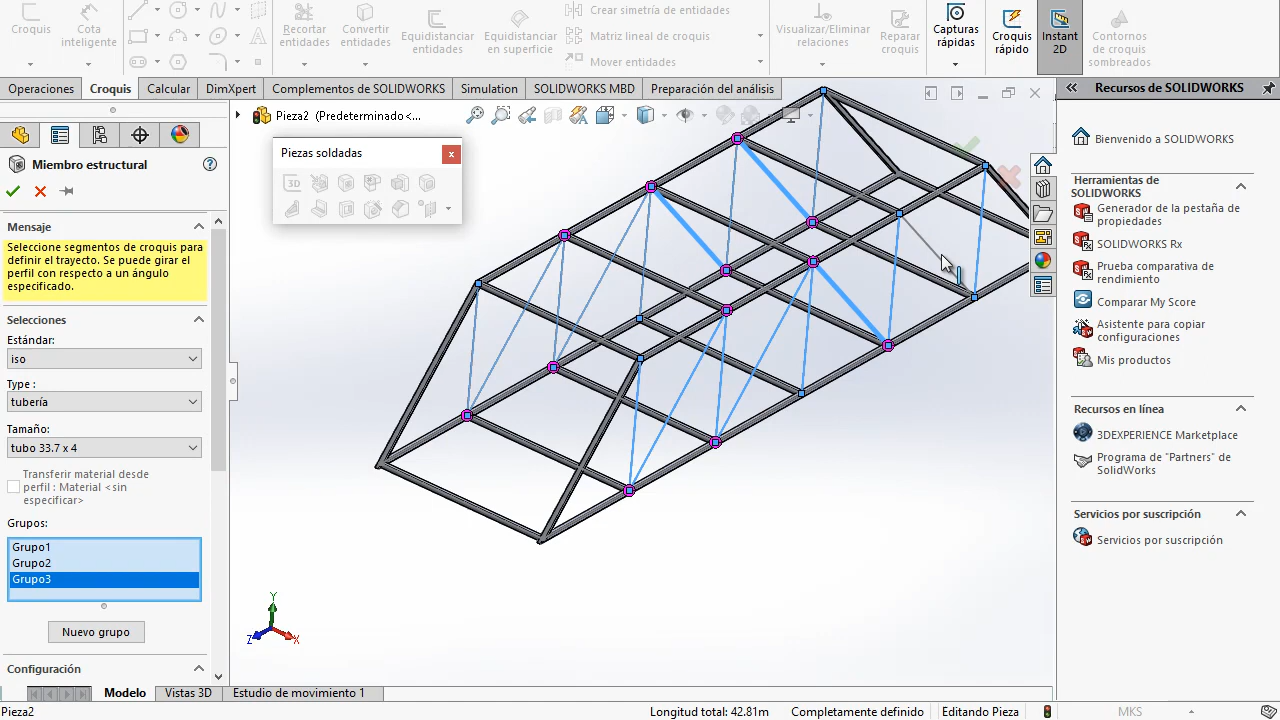 Croquis
Cota inteligente
Recortar entidades
Convertir entidades
Equidistanciar entidades
Equidistanciar en superficie
Crear simetría de entidades
Matriz lineal de croquis
Mover entidades
Visualizar/Eliminar relaciones
Reparar croquis
Capturas rápidas
Croquis rápido
Instant 2D
Contornos de croquis sombreados
Operaciones
Croquis
Calcular
DimXpert
Complementos de SOLIDWORKS
Simulation
SOLIDWORKS MBD
Preparación del análisis
Recursos de SOLIDWORKS
Pieza2 (Predeterminado<...
Piezas soldadas
3D
Miembro estructural
Mensaje
Seleccione segmentos de croquis para
definir el trayecto. Se puede girar el
perfil con respecto a un ángulo
especificado.
Selecciones
Estándar:
iso
Type :
tubería
Tamaño:
tubo 33.7 x 4
Transferir material desde
perfil : Material <sin
especificar>
Grupos:
Grupo1
Grupo2
Grupo3
Nuevo grupo
Configuración
Y
Z
X
Bienvenido a SOLIDWORKS
Herramientas de
SOLIDWORKS
Generador de la pestaña de
propiedades
SOLIDWORKS Rx
Prueba comparativa de
rendimiento
Comparar My Score
Asistente para copiar
configuraciones
Mis productos
Recursos en línea
3DEXPERIENCE Marketplace
Programa de "Partners" de
SolidWorks
Servicios por suscripción
Servicios por suscripción
Modelo
Vistas 3D
Estudio de movimiento 1
Pieza2
Longitud total: 42.81m
Completamente definido
Editando Pieza
MKS